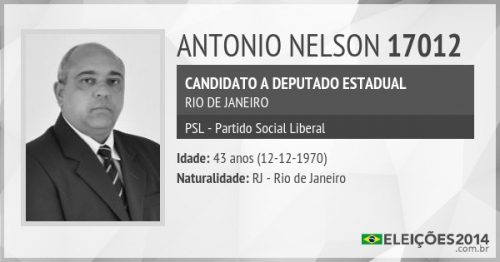 ANTONIO NELSON 17012
CANDIDATO A DEPUTADO ESTADUAL
RIO DE JANEIRO
PSL - Partido Social Liberal
Idade: 43 anos (12-12-1970)
Naturalidade: RJ - Rio de Janeiro
ELEIÇÕES2014
.com.br